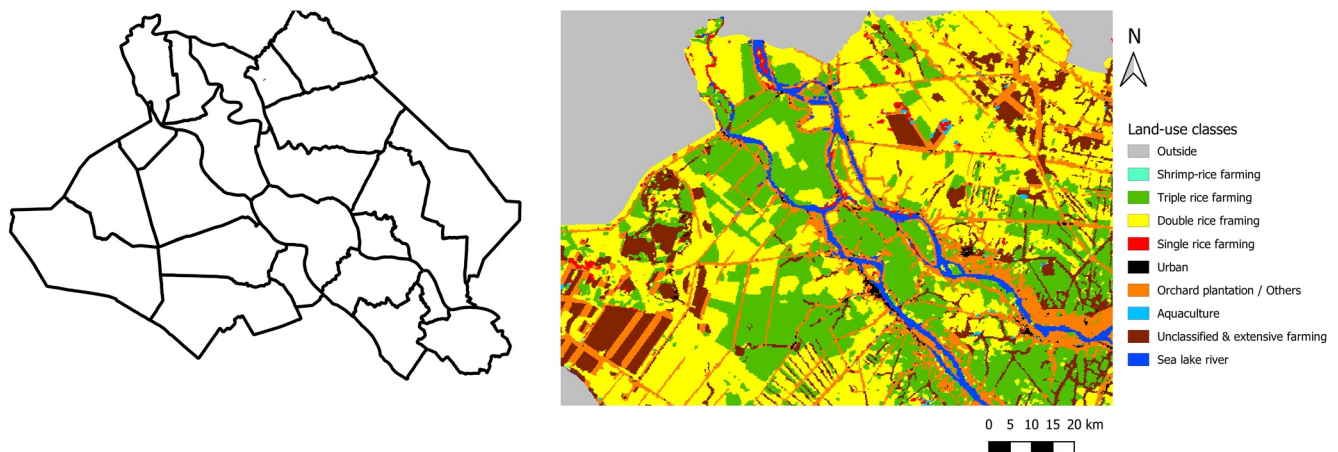 N
Land-use classes
Outside
Shrimp-rice farming
Triple rice farming
Double rice framing
Single rice farming
Urban
Orchard plantation / Others
Aquaculture
Unclassified & extensive farming
Sea lake river
0 5 10 15 20 km